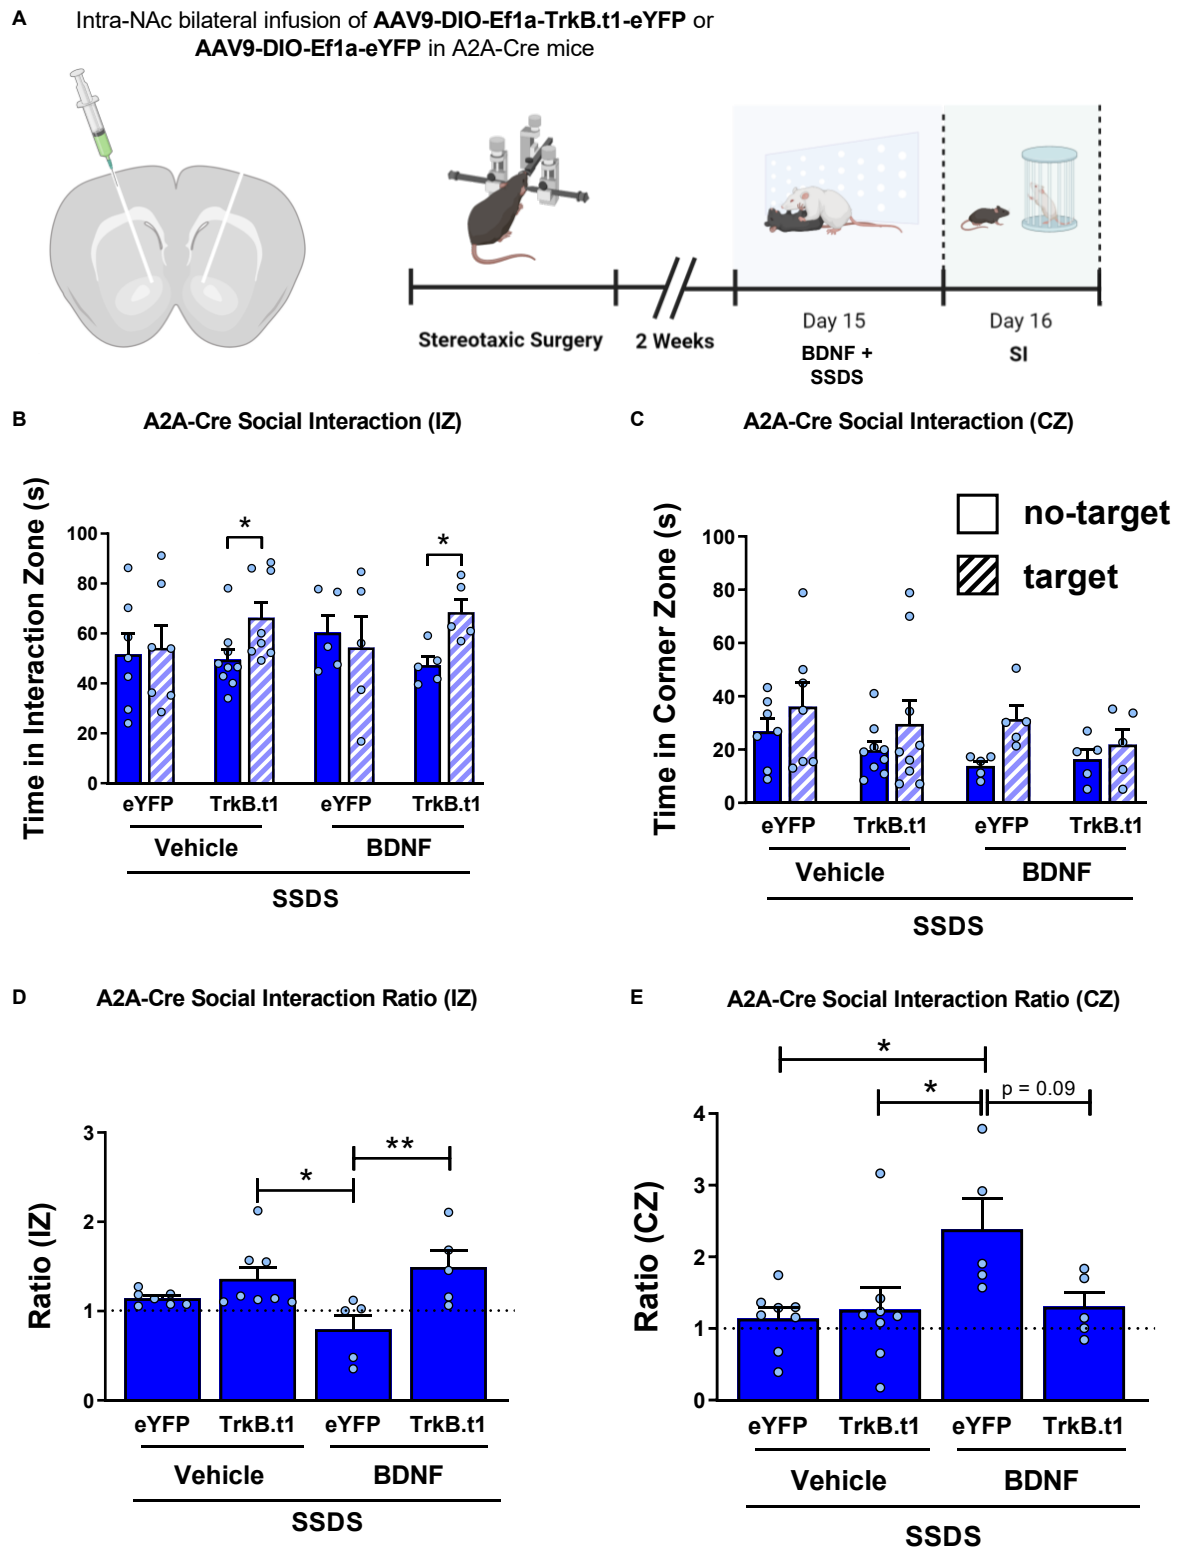 A
Intra-NAc bilateral infusion of AAV9-DIO-Ef1a-TrkB.t1-eYFP or
AAV9-DIO-Ef1a-eYFP in A2A-Cre mice
Stereotaxic Surgery
2 Weeks
Day 15
BDNF +
SSDS
Day 16
SI
B
A2A-Cre Social Interaction (IZ)
Time in Interaction Zone (s)
100
80
60
40
20
0
*
*
eYFP TrkB.t1 eYFP TrkB.t1
Vehicle BDNF
SSDS
C
A2A-Cre Social Interaction (CZ)
no-target
target
Time in Corner Zone (s)
100
80
60
40
20
0
eYFP TrkB.t1 eYFP TrkB.t1
Vehicle BDNF
SSDS
D
A2A-Cre Social Interaction Ratio (IZ)
Ratio (IZ)
3
2
1
0
**
*
eYFP TrkB.t1 eYFP TrkB.t1
Vehicle BDNF
SSDS
E
A2A-Cre Social Interaction Ratio (CZ)
*
* p = 0.09
Ratio (CZ)
4
3
2
1
0
eYFP TrkB.t1 eYFP TrkB.t1
Vehicle BDNF
SSDS